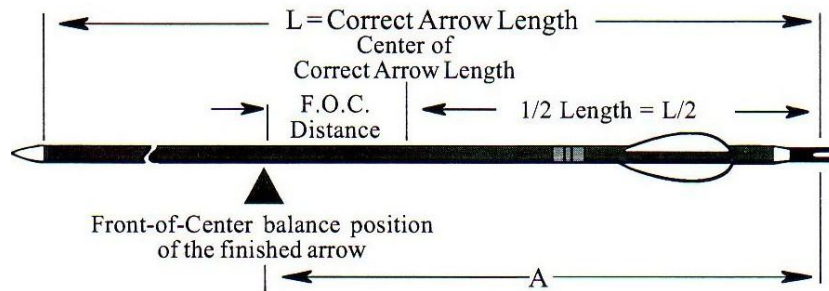 L = Correct Arrow Length
Center of
Correct Arrow Length
F.O.C.
Distance
1/2 Length = L/2
Front-of-Center balance position
of the finished arrow
A